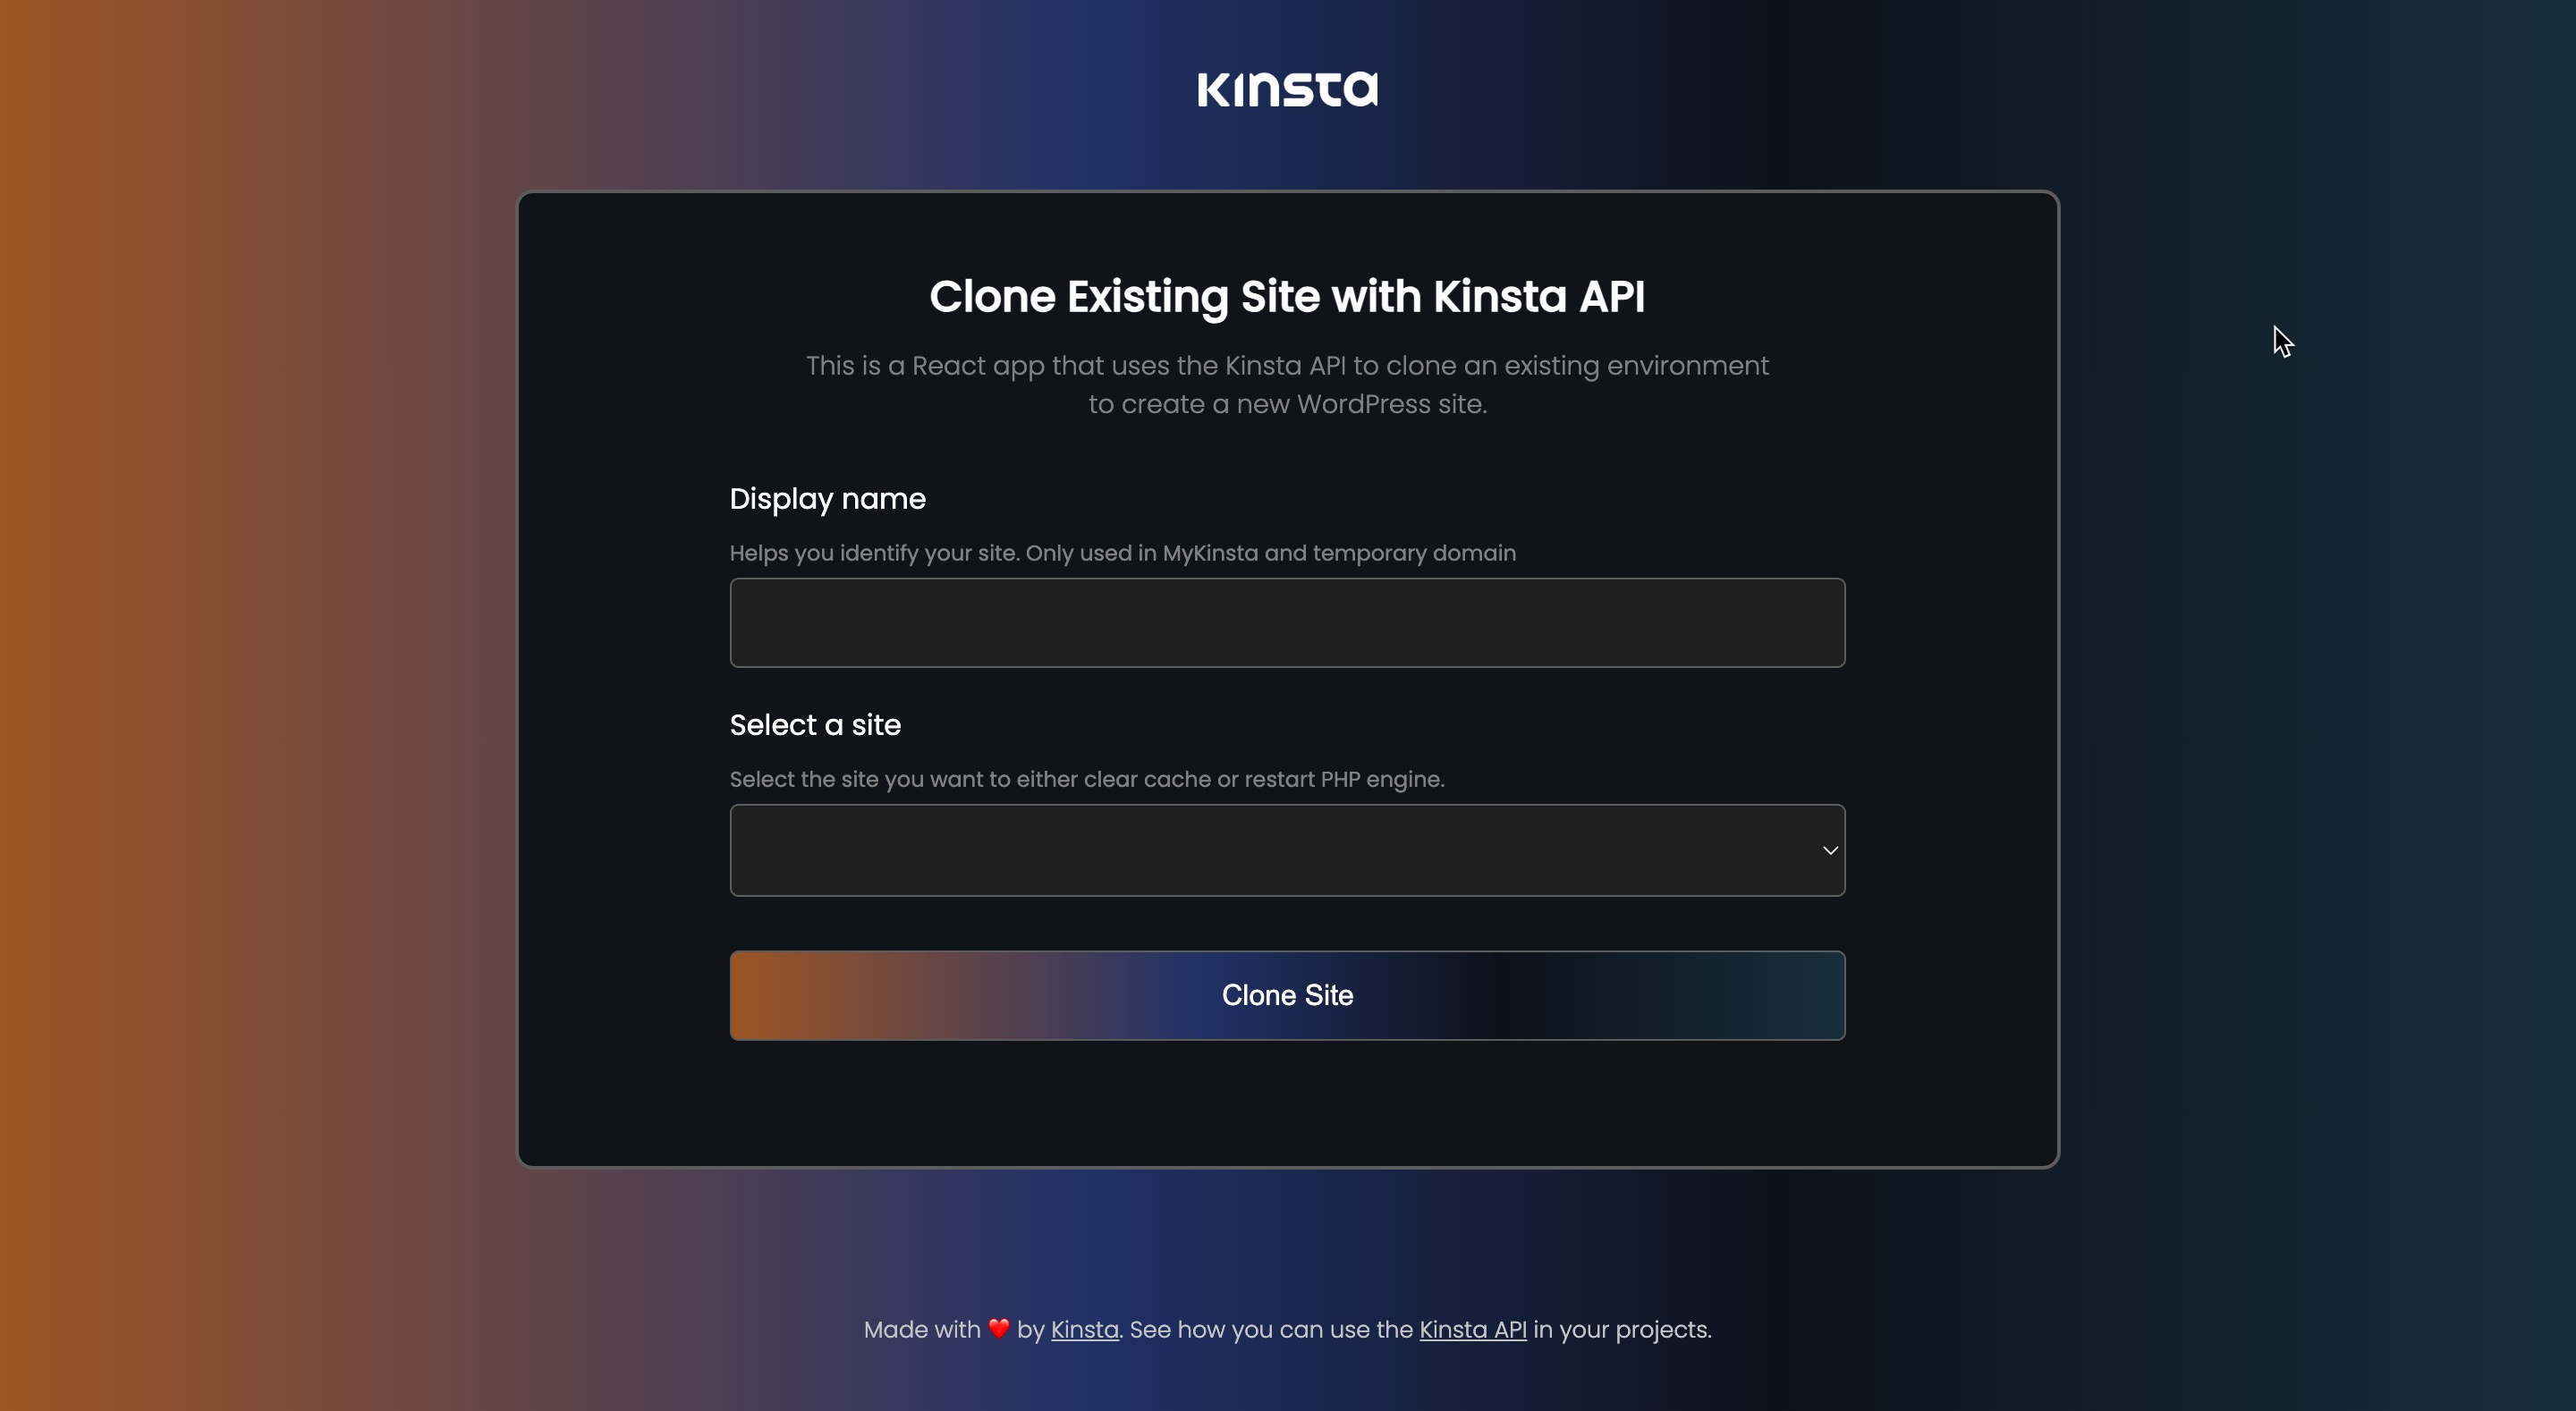 Kinsta
Clone Existing Site with Kinsta API
This is a React app that uses the Kinsta API to clone an existing environment
to create a new WordPress site.
Display name
Helps you identify your site. Only used in MyKinsta and temporary domain
Select a site
Select the site you want to either clear cache or restart PHP engine.
Clone Site
Made with ❤️ by Kinsta. See how you can use the Kinsta API in your projects.